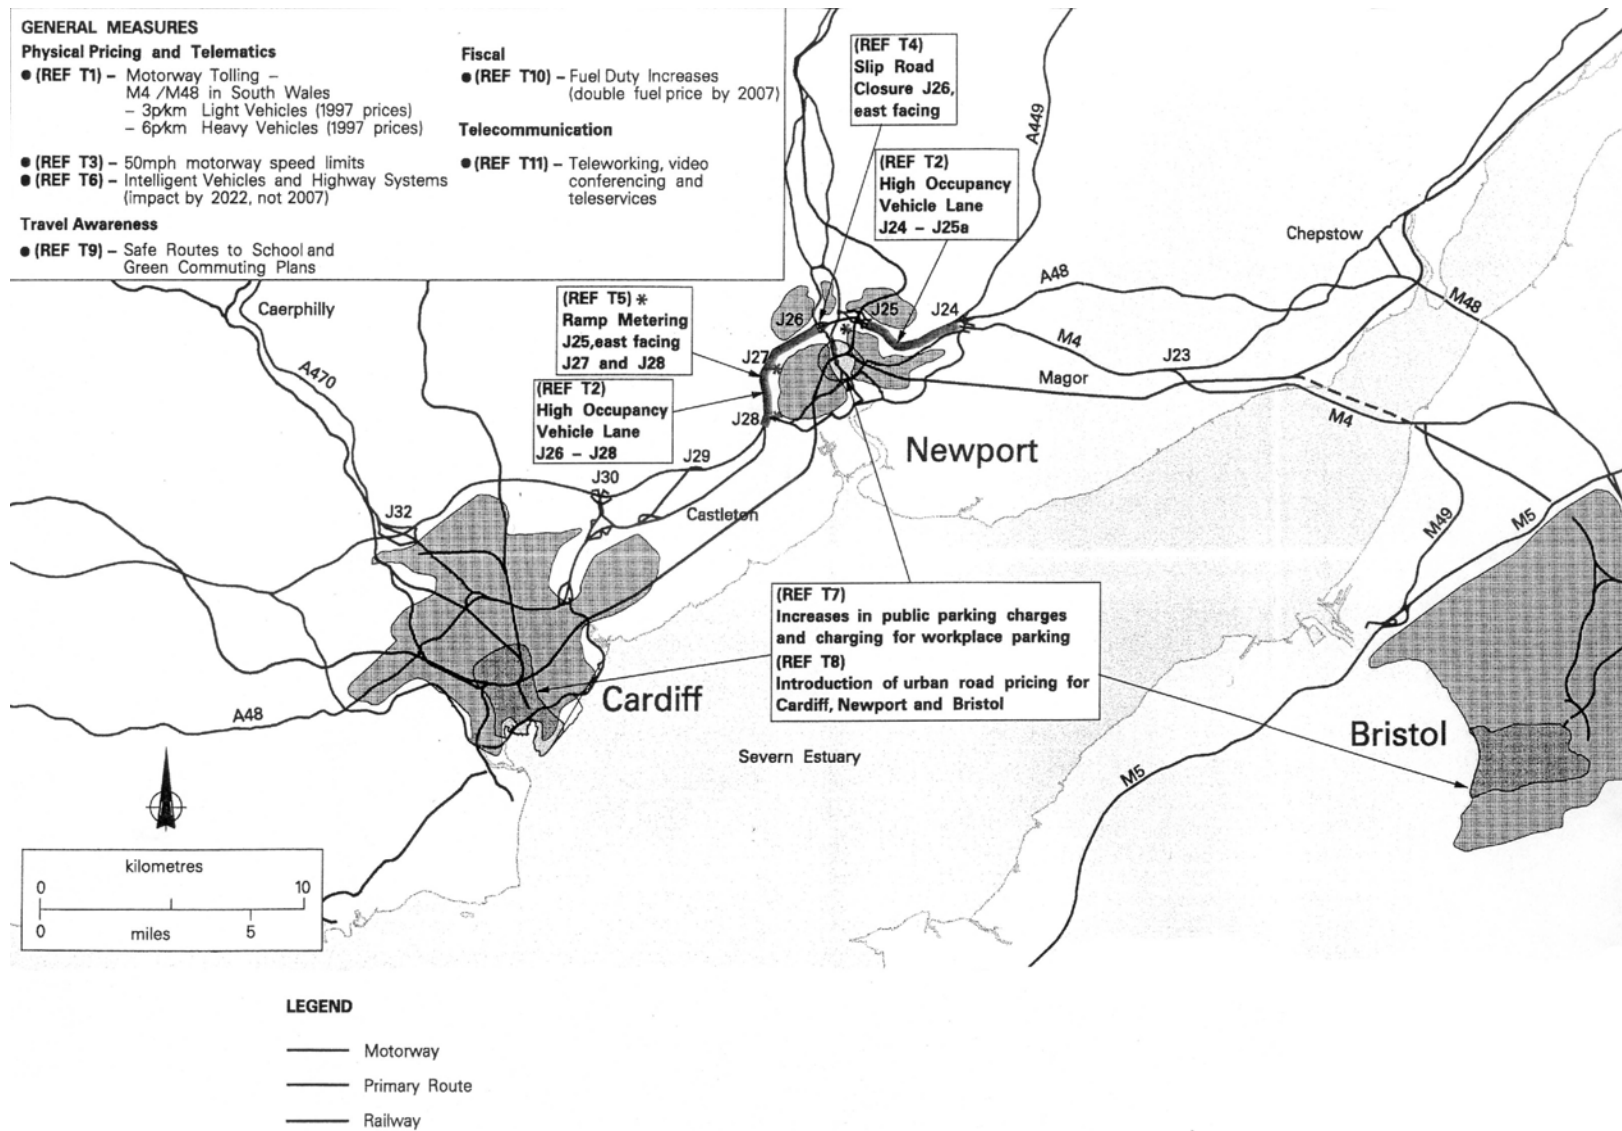 GENERAL MEASURES
Physical Pricing and Telematics
● (REF T1) – Motorway Tolling –
M4 /M48 in South Wales
– 3p/km Light Vehicles (1997 prices)
– 6p/km Heavy Vehicles (1997 prices)
● (REF T3) – 50mph motorway speed limits
● (REF T6) – Intelligent Vehicles and Highway Systems
(impact by 2022, not 2007)
Travel Awareness
● (REF T9) – Safe Routes to School and
Green Commuting Plans
Fiscal
● (REF T10) – Fuel Duty Increases
(double fuel price by 2007)
Telecommunication
● (REF T11) – Teleworking, video
conferencing and
teleservices
(REF T4)
Slip Road
Closure J26,
east facing
A449
(REF T2)
High Occupancy
Vehicle Lane
J24 – J25a
Chepstow
A48
M48
Caerphilly
(REF T5) *
Ramp Metering
J25,east facing
J27 and J28
J26
J25
J24
*
M4
J23
J27
*
A470
Magor
(REF T2)
High Occupancy
Vehicle Lane
J26 – J28
J28
*
M4
Newport
J29
J30
Castleton
J32
M49
M5
(REF T7)
Increases in public parking charges
and charging for workplace parking
(REF T8)
Introduction of urban road pricing for
Cardiff, Newport and Bristol
Cardiff
A48
Bristol
Severn Estuary
M5
kilometres
0 10
0 miles 5
LEGEND
Motorway
Primary Route
Railway